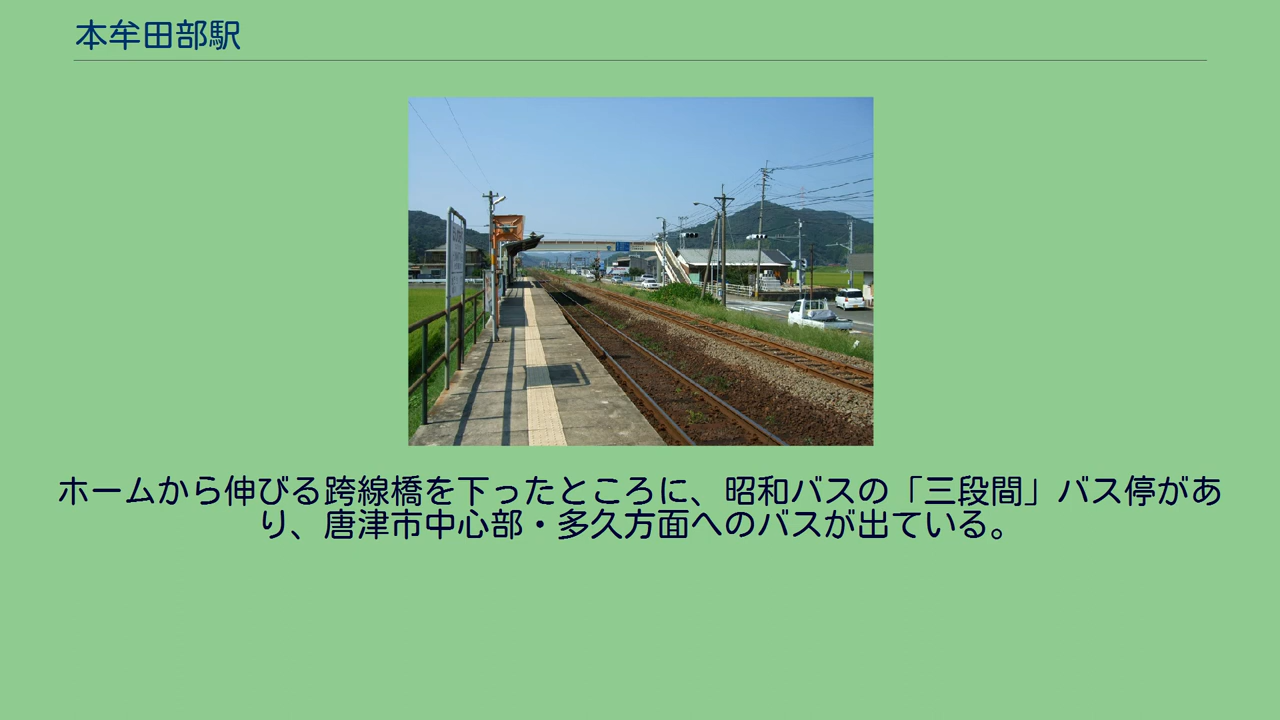 本牟田部駅
ホームから伸びる跨線橋を下ったところに、昭和バスの「三段間」バス停があ
り、唐津市中心部・多久方面へのバスが出ている。